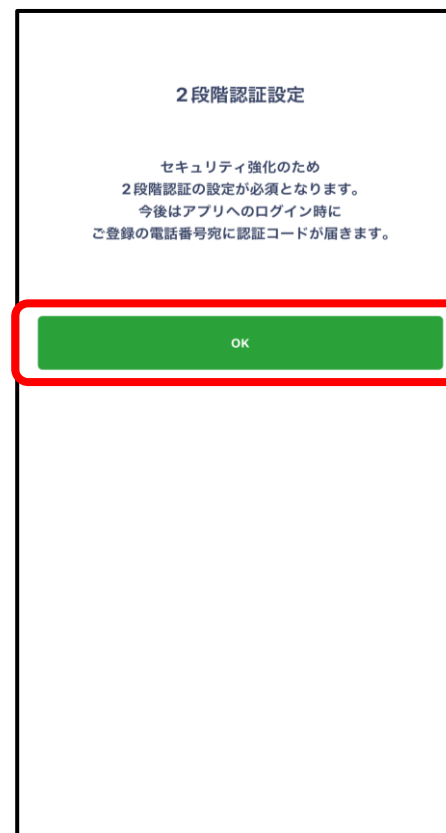 ２段階認証設定
セキュリティ強化のため
２段階認証の設定が必須となります。
今後はアプリへのログイン時に
ご登録の電話番号宛に認証コードが届きます。
OK